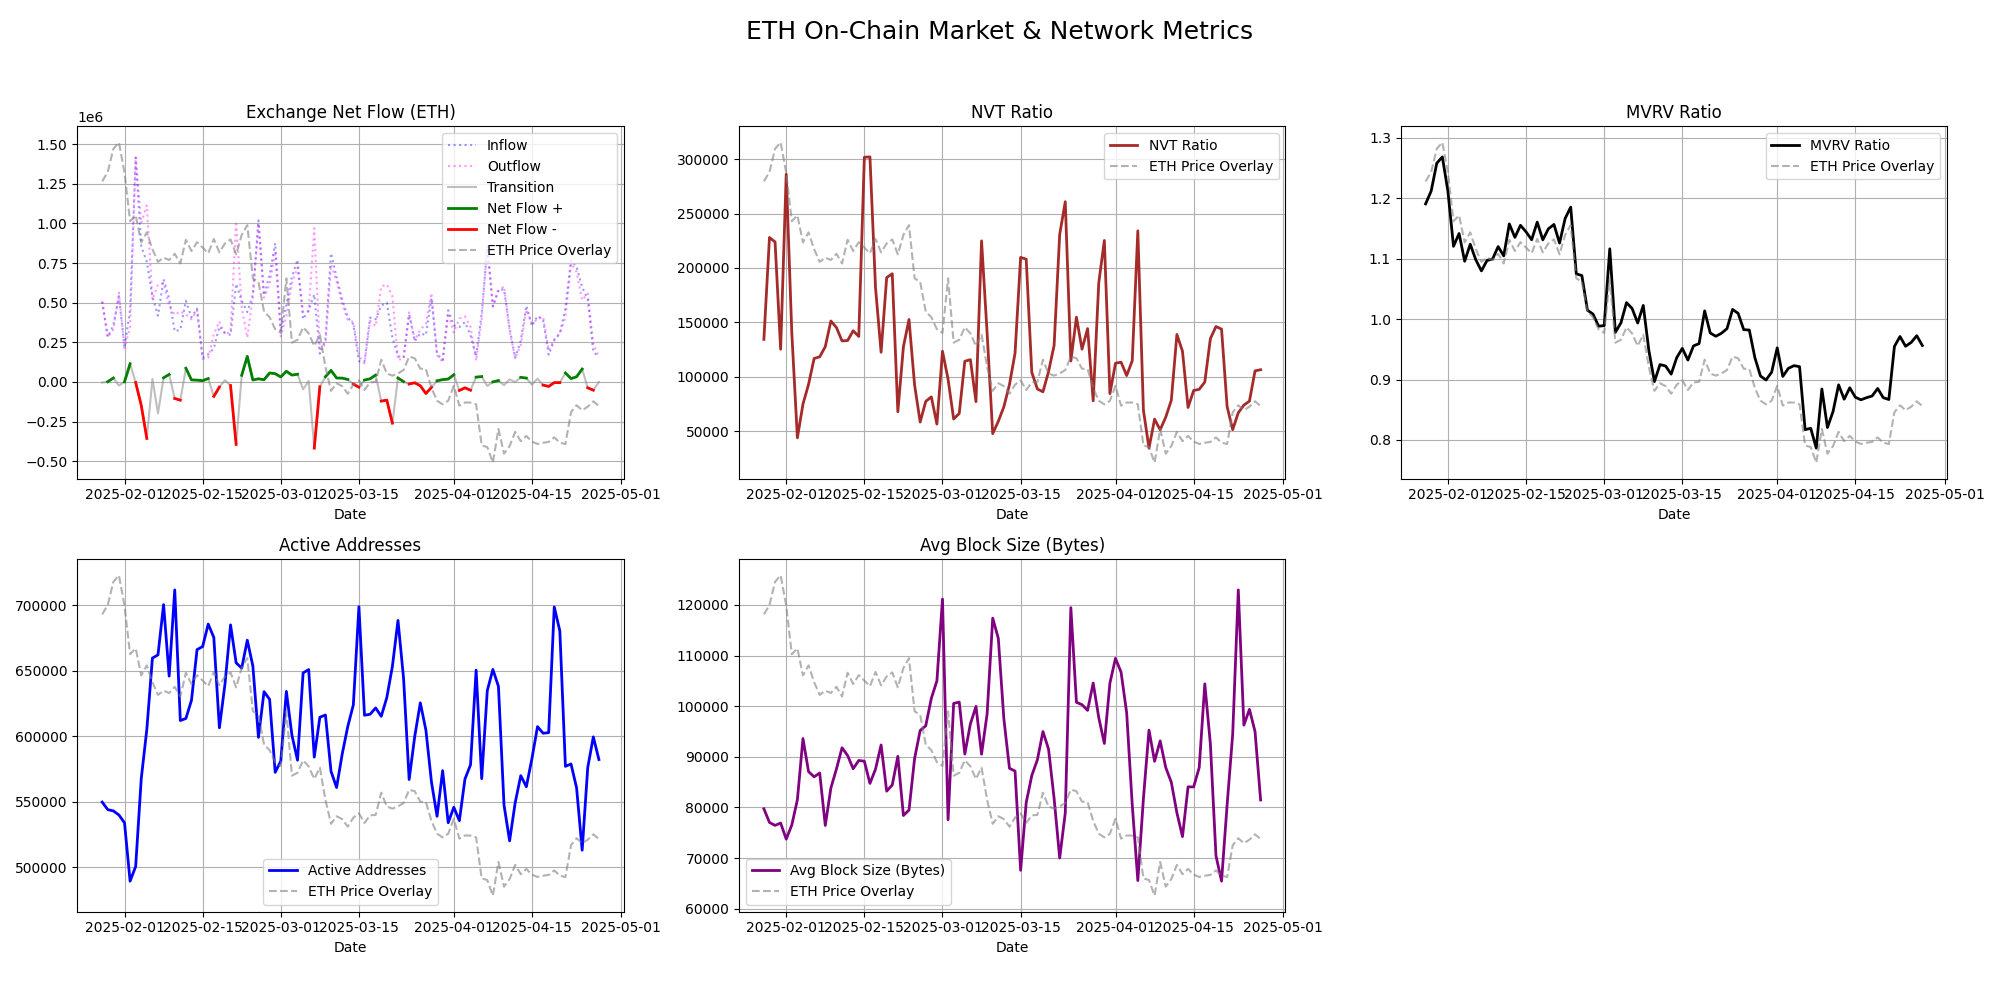 ETH On-Chain Market & Network Metrics
Exchange Net Flow (ETH)
1e6
1.50
1.25
1.00
0.75
0.50
0.25
0.00
−0.25
−0.50
Inflow
Outflow
Transition
Net Flow +
Net Flow -
ETH Price Overlay
2025-02-01 2025-02-15 2025-03-01 2025-03-15 2025-04-01 2025-04-15 2025-05-01
Date
NVT Ratio
300000
250000
200000
150000
100000
50000
NVT Ratio
ETH Price Overlay
2025-02-01 2025-02-15 2025-03-01 2025-03-15 2025-04-01 2025-04-15 2025-05-01
Date
MVRV Ratio
1.3
1.2
1.1
1.0
0.9
0.8
MVRV Ratio
ETH Price Overlay
2025-02-01 2025-02-15 2025-03-01 2025-03-15 2025-04-01 2025-04-15 2025-05-01
Date
Active Addresses
700000
650000
600000
550000
500000
Active Addresses
ETH Price Overlay
2025-02-01 2025-02-15 2025-03-01 2025-03-15 2025-04-01 2025-04-15 2025-05-01
Date
Avg Block Size (Bytes)
120000
110000
100000
90000
80000
70000
60000
Avg Block Size (Bytes)
ETH Price Overlay
2025-02-01 2025-02-15 2025-03-01 2025-03-15 2025-04-01 2025-04-15 2025-05-01
Date